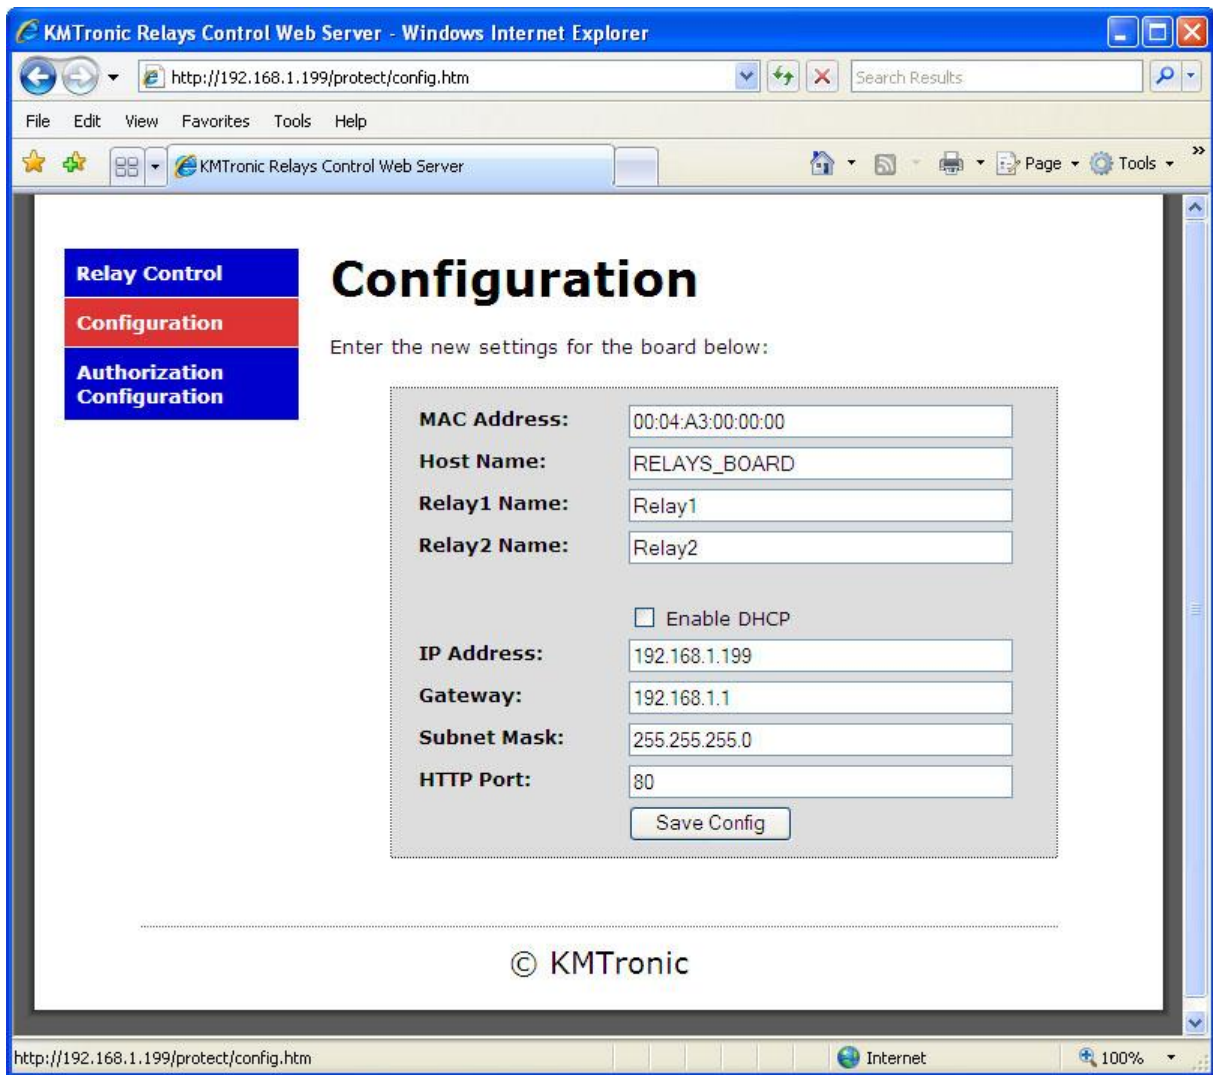 KMTronic Relays Control Web Server - Windows Internet Explorer
http://192.168.1.199/protect/config.htm
Search Results
File Edit View Favorites Tools Help
KMTronic Relays Control Web Server
Page Tools »
Relay Control
Configuration
Authorization
Configuration
Configuration
Enter the new settings for the board below:
MAC Address: 00:04:A3:00:00:00
Host Name: RELAYS_BOARD
Relay1 Name: Relay1
Relay2 Name: Relay2
Enable DHCP
IP Address: 192.168.1.199
Gateway: 192.168.1.1
Subnet Mask: 255.255.255.0
HTTP Port: 80
Save Config
© KMTronic
http://192.168.1.199/protect/config.htm Internet 100%